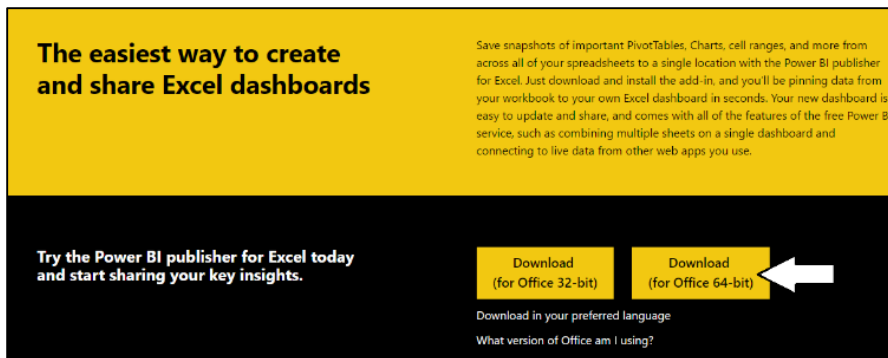 The easiest way to create
and share Excel dashboards
Save snapshots of important PivotTables, Charts, cell ranges, and more from
across all of your spreadsheets to a single location with the Power BI publisher
for Excel. Just download and install the add-in, and you'll be pinning data from
your workbook to your own Excel dashboard in seconds. Your new dashboard is
easy to update and share, and comes with all of the features of the free Power B
service, such as combining multiple sheets on a single dashboard and
connecting to live data from other web apps you use.
Try the Power BI publisher for Excel today
and start sharing your key insights.
Download
(for Office 32-bit)
Download
(for Office 64-bit)
Download in your preferred language
What version of Office am I using?